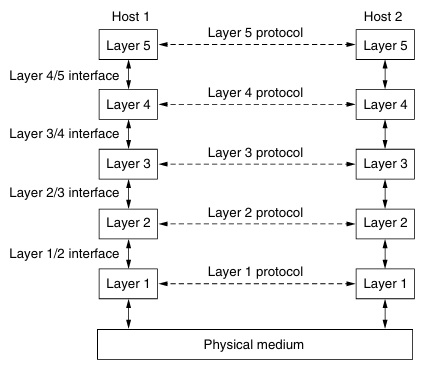 Host 1 Host 2
Layer 5 Layer 5 protocol Layer 5
Layer 4/5 interface
Layer 4 Layer 4 protocol Layer 4
Layer 3/4 interface
Layer 3 Layer 3 protocol Layer 3
Layer 2/3 interface
Layer 2 Layer 2 protocol Layer 2
Layer 1/2 interface
Layer 1 Layer 1 protocol Layer 1
Physical medium